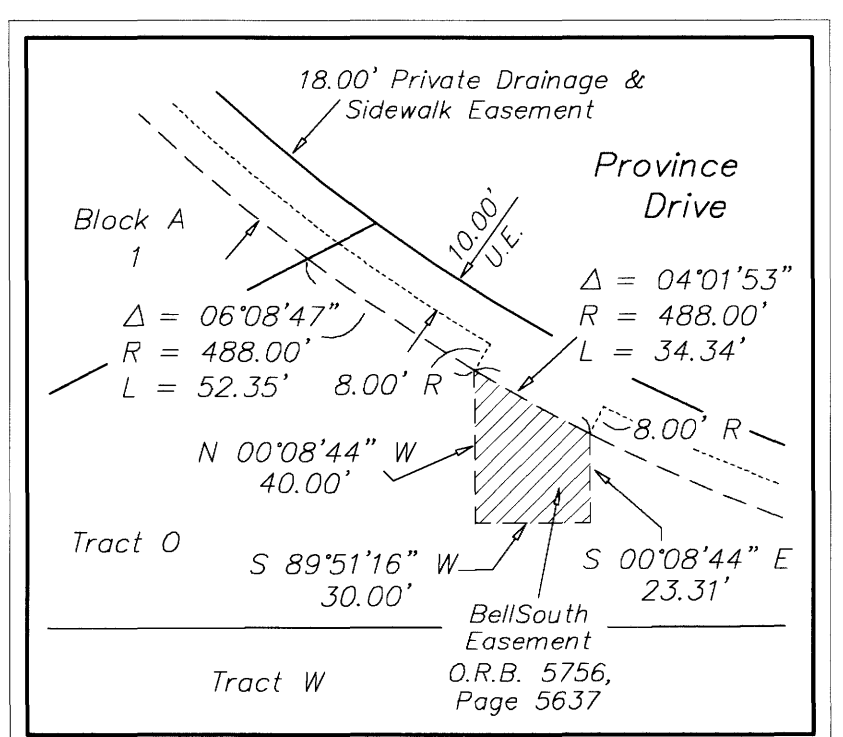 18.00' Private Drainage &
Sidewalk Easement
Province
Drive
10.00'
U.E.
Block A
1
Δ = 06°08'47"
R = 488.00'
L = 52.35'
Δ = 04°01'53"
R = 488.00'
L = 34.34'
8.00' R
8.00' R
N 00°08'44" W
40.00'
Tract O
S 89°51'16" W
30.00'
S 00°08'44" E
23.31'
BellSouth
Easement
O.R.B. 5756,
Page 5637
Tract W